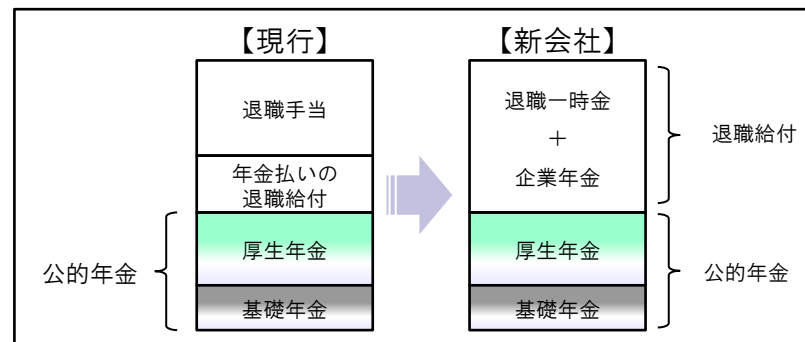 【現行】
【新会社】
退職手当
年金払いの
退職給付
厚生年金
基礎年金
公的年金
退職一時金
＋
企業年金
厚生年金
基礎年金
退職給付
公的年金